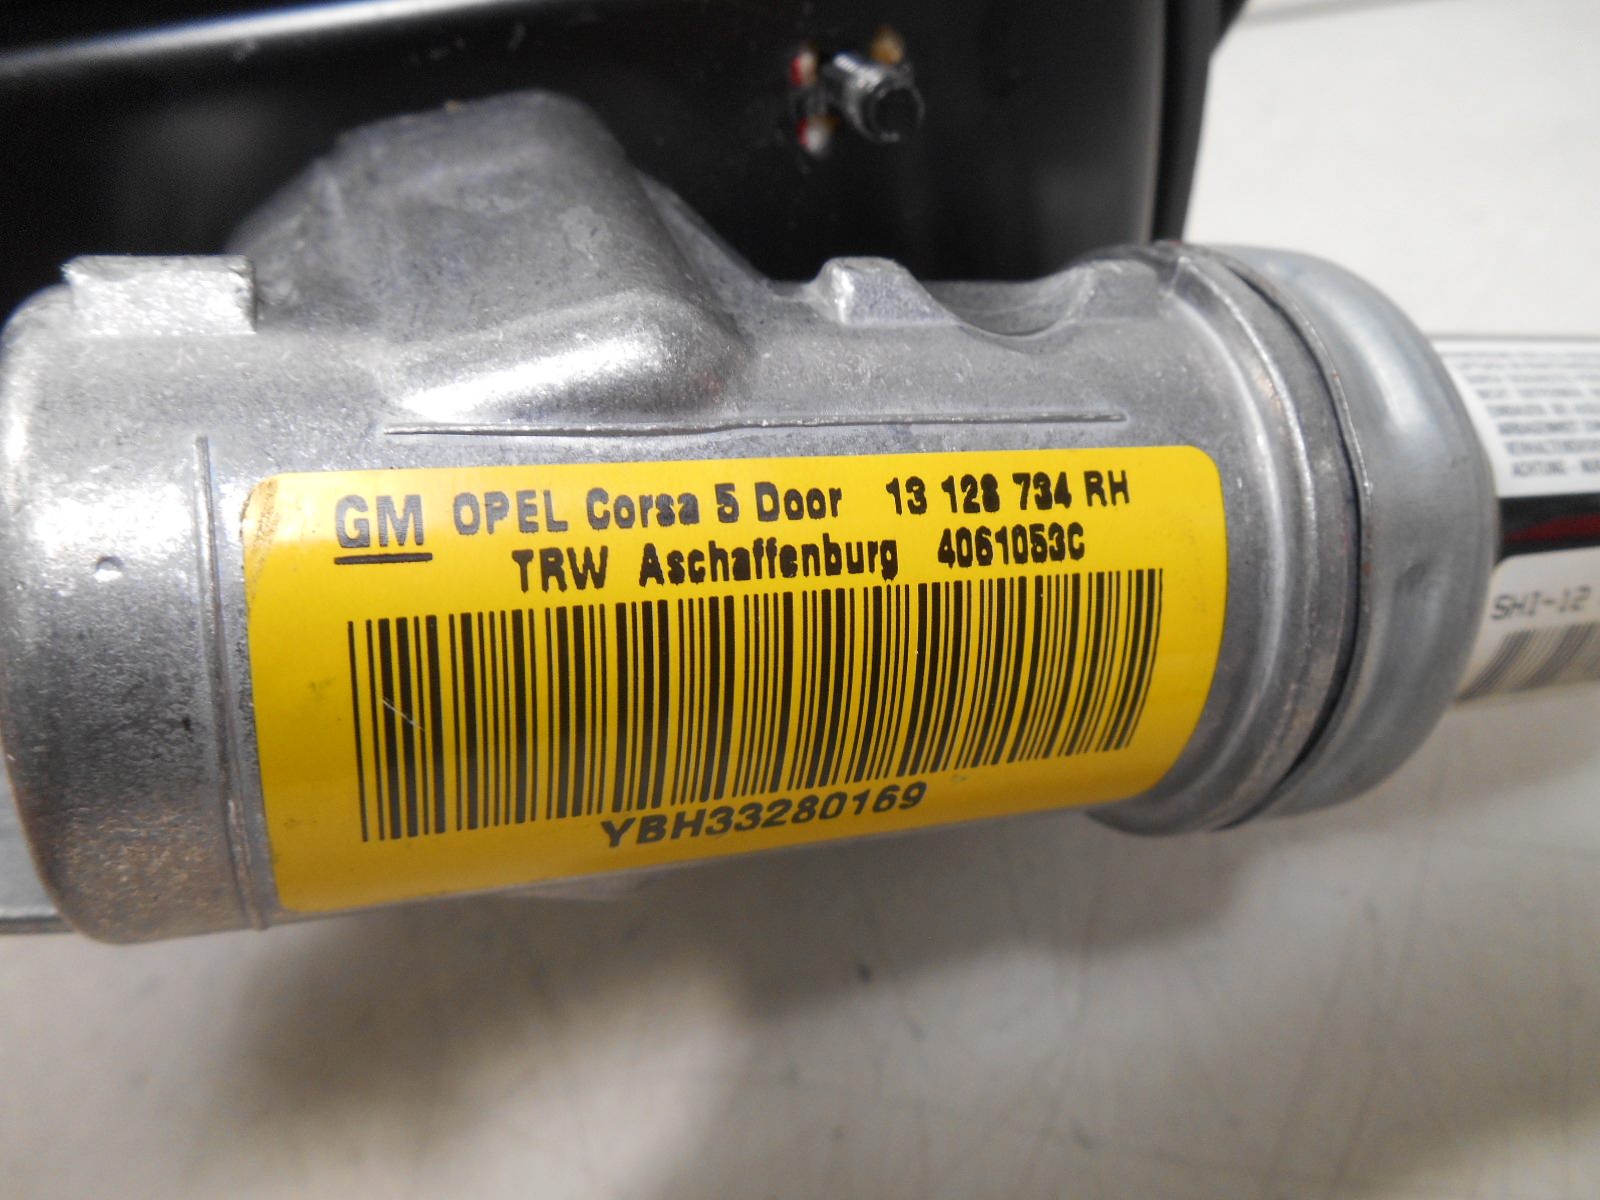 GM OPEL Corsa 5 Door 13 128 734 RH
TRW Aschaffenburg 4061053C
YBH33280169
SHI-12